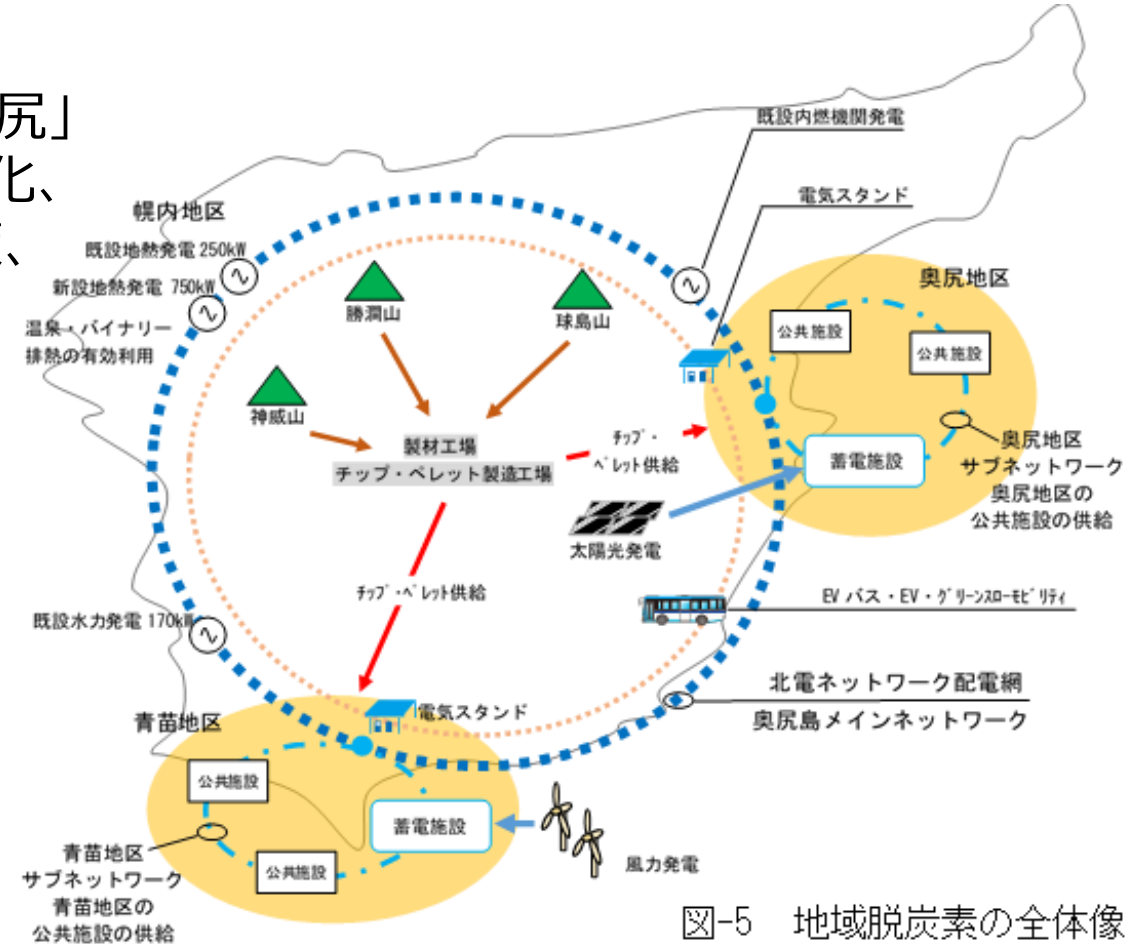 尻」
化、
、
既設内燃機関発電
幌内地区
電気スタンド
既設地熱発電 250kW
奥尻地区
新設地熱発電 750kW
勝澗山
球島山
公共施設
温泉・バイナリー
排熱の有効利用
公共施設
神威山
製材工場
チップ・ペレット製造工場
チップ・
ペレット供給
蓄電施設
奥尻地区
サブネットワーク
奥尻地区の
公共施設の供給
太陽光発電
チップ・ペレット供給
EV バス・EV・グリーンスローモビリティ
既設水力発電 170kW
北電ネットワーク配電網
奥尻島メインネットワーク
青苗地区
電気スタンド
公共施設
蓄電施設
青苗地区
サブネットワーク
青苗地区の
公共施設の供給
公共施設
風力発電
図-5 地域脱炭素の全体像